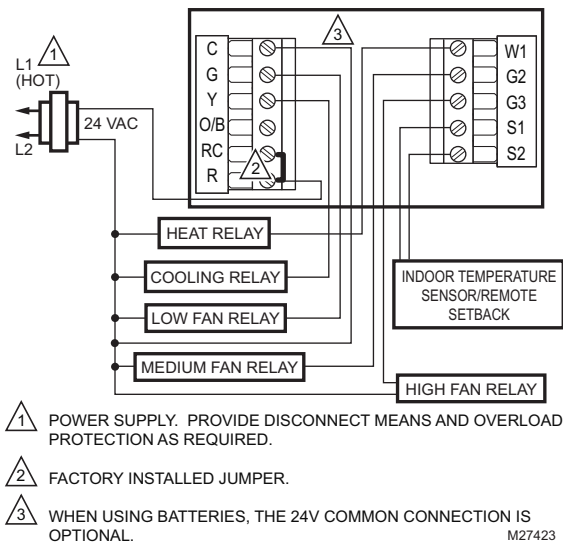 L1
(HOT)
1
24 VAC
L2
C
G
Y
O/B
RC
R
2
3
W1
G2
G3
S1
S2
HEAT RELAY
COOLING RELAY
LOW FAN RELAY
MEDIUM FAN RELAY
INDOOR TEMPERATURE
SENSOR/REMOTE
SETBACK
HIGH FAN RELAY
1 POWER SUPPLY. PROVIDE DISCONNECT MEANS AND OVERLOAD
PROTECTION AS REQUIRED.
2 FACTORY INSTALLED JUMPER.
3 WHEN USING BATTERIES, THE 24V COMMON CONNECTION IS
OPTIONAL.
M27423